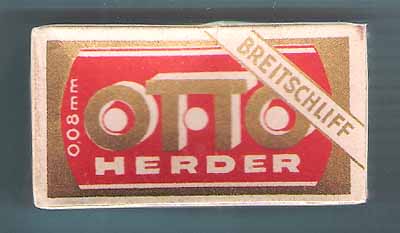 BREITSCHLIFF
0,08mm
OTTO
HERDER